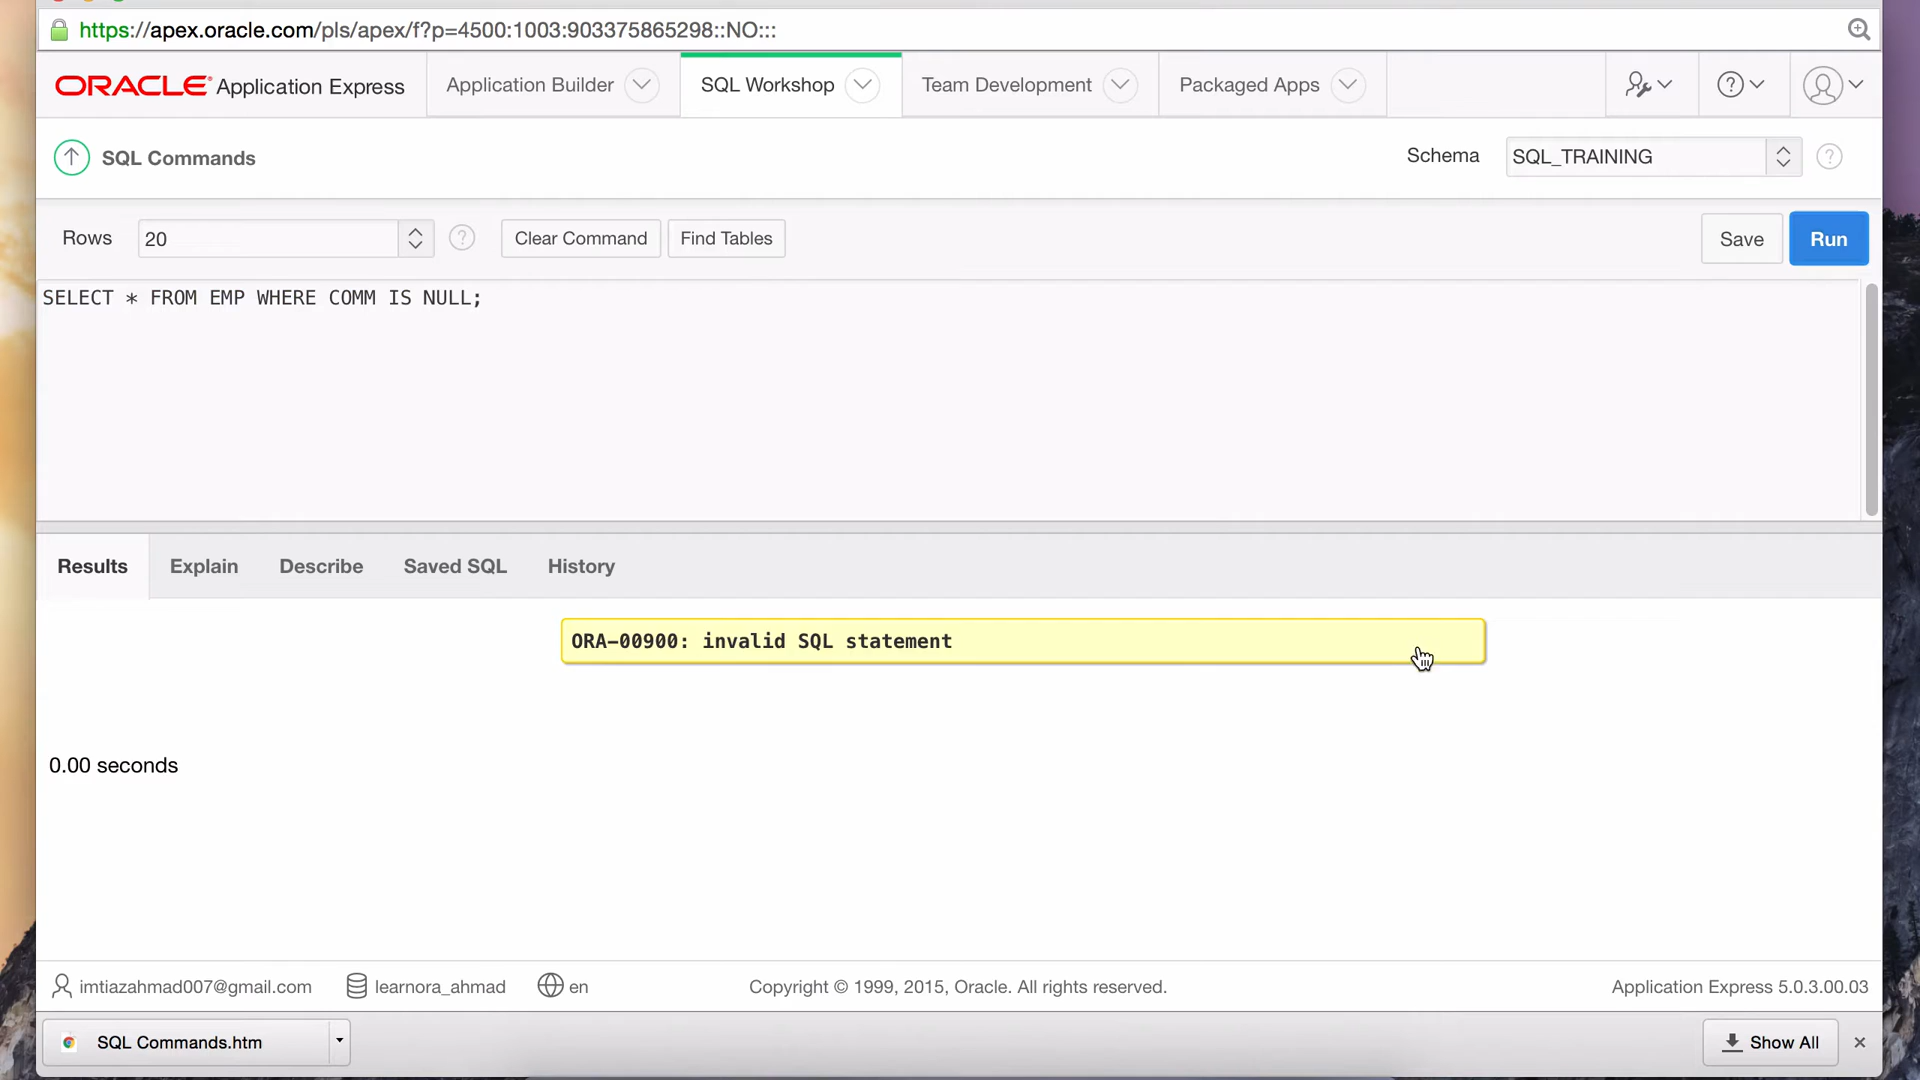 https://apex.oracle.com/pls/apex/f?p=4500:1003:903375865298::NO:::
ORACLE Application Express Application Builder SQL Workshop Team Development Packaged Apps
SQL Commands Schema SQL_TRAINING
Rows 20 Clear Command Find Tables Save Run
SELECT * FROM EMP WHERE COMM IS NULL;
Results Explain Describe Saved SQL History
ORA-00900: invalid SQL statement
0.00 seconds
imtiazahmad007@gmail.com learnora_ahmad en Copyright © 1999, 2015, Oracle. All rights reserved. Application Express 5.0.3.00.03
SQL Commands.htm Show All